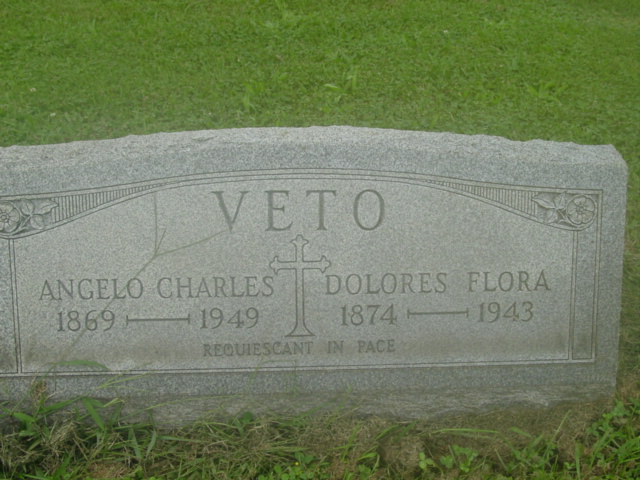 VETO
ANGELO CHARLES DOLORES FLORA
1869 — 1949 1874 — 1943
REQUIESCANT IN PACE